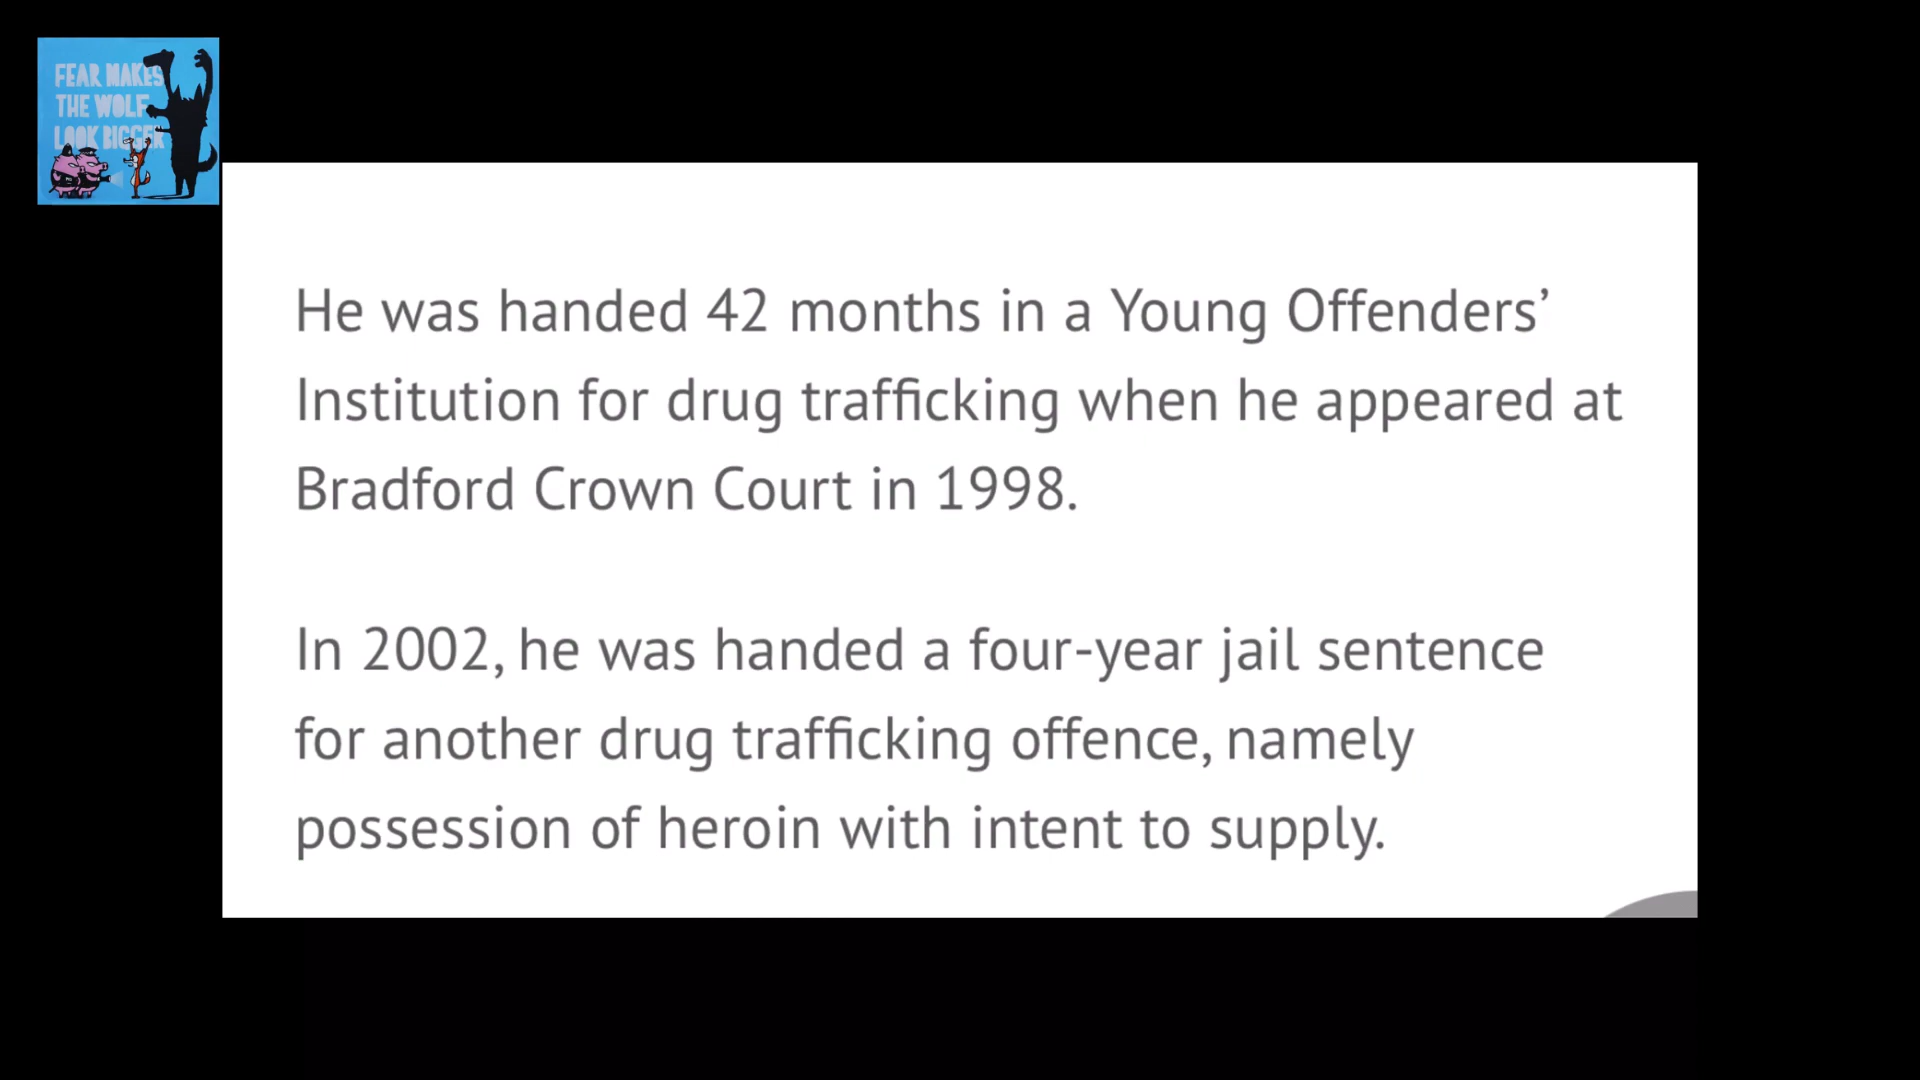 FEAR MAKES
THE WOLF
LOOK BIGGER
He was handed 42 months in a Young Offenders’
Institution for drug trafficking when he appeared at
Bradford Crown Court in 1998.
In 2002, he was handed a four-year jail sentence
for another drug trafficking offence, namely
possession of heroin with intent to supply.